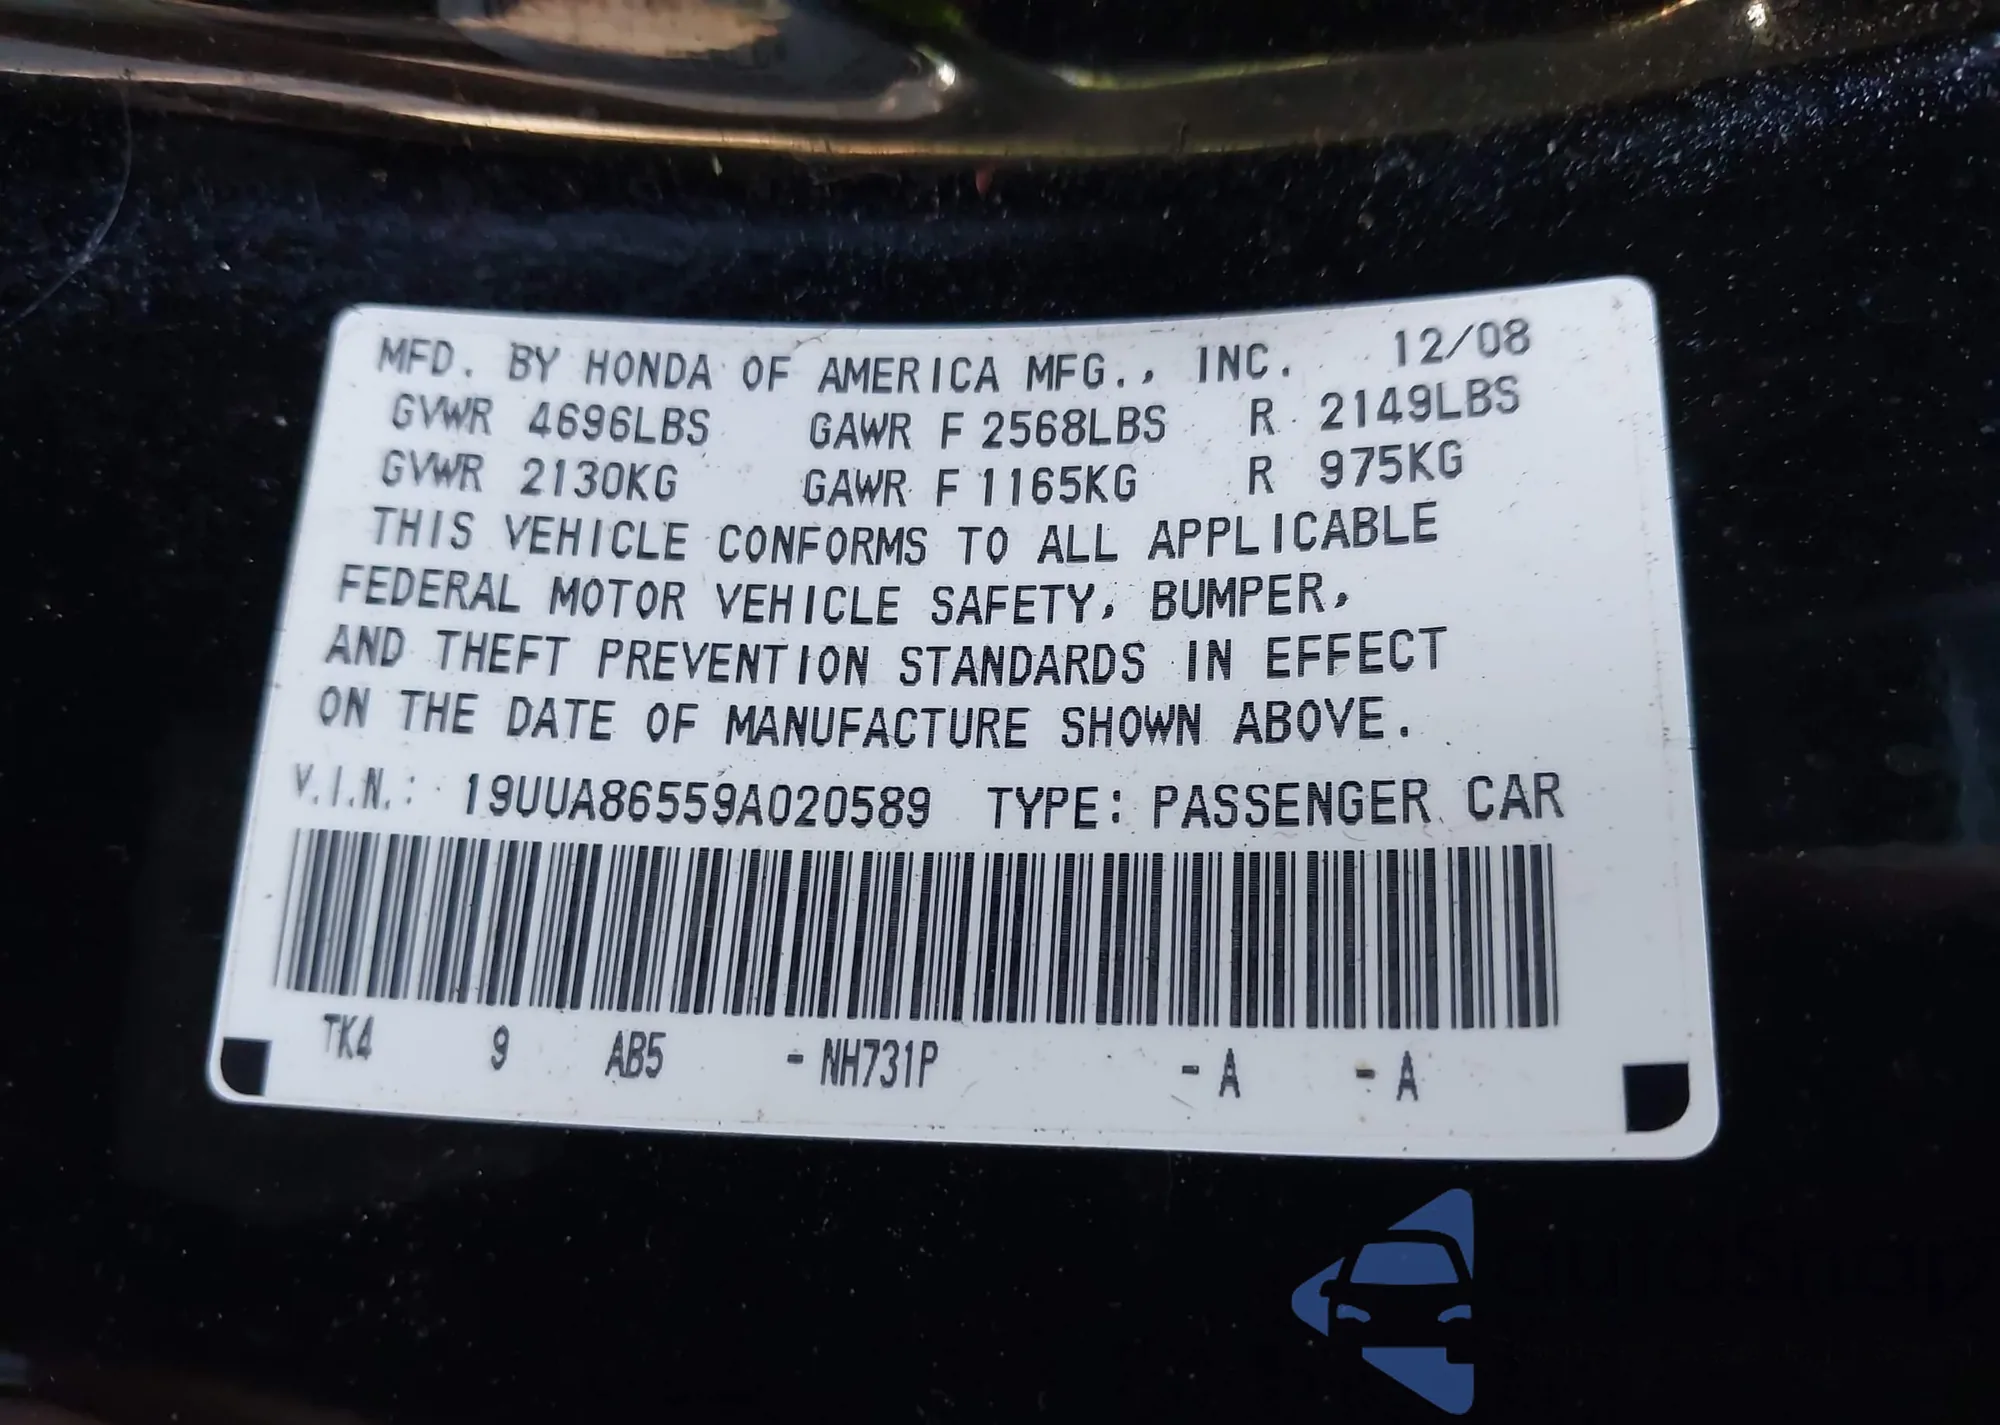 MFD. BY HONDA OF AMERICA MFG., INC. 12/08
GVWR 4696LBS GAWR F 2568LBS R 2149LBS
GVWR 2130KG GAWR F 1165KG R 975KG
THIS VEHICLE CONFORMS TO ALL APPLICABLE
FEDERAL MOTOR VEHICLE SAFETY, BUMPER,
AND THEFT PREVENTION STANDARDS IN EFFECT
ON THE DATE OF MANUFACTURE SHOWN ABOVE.
V.I.N.: 19UUA86559A020589 TYPE: PASSENGER CAR
TK4 9 AB5 - NH731P - A - A